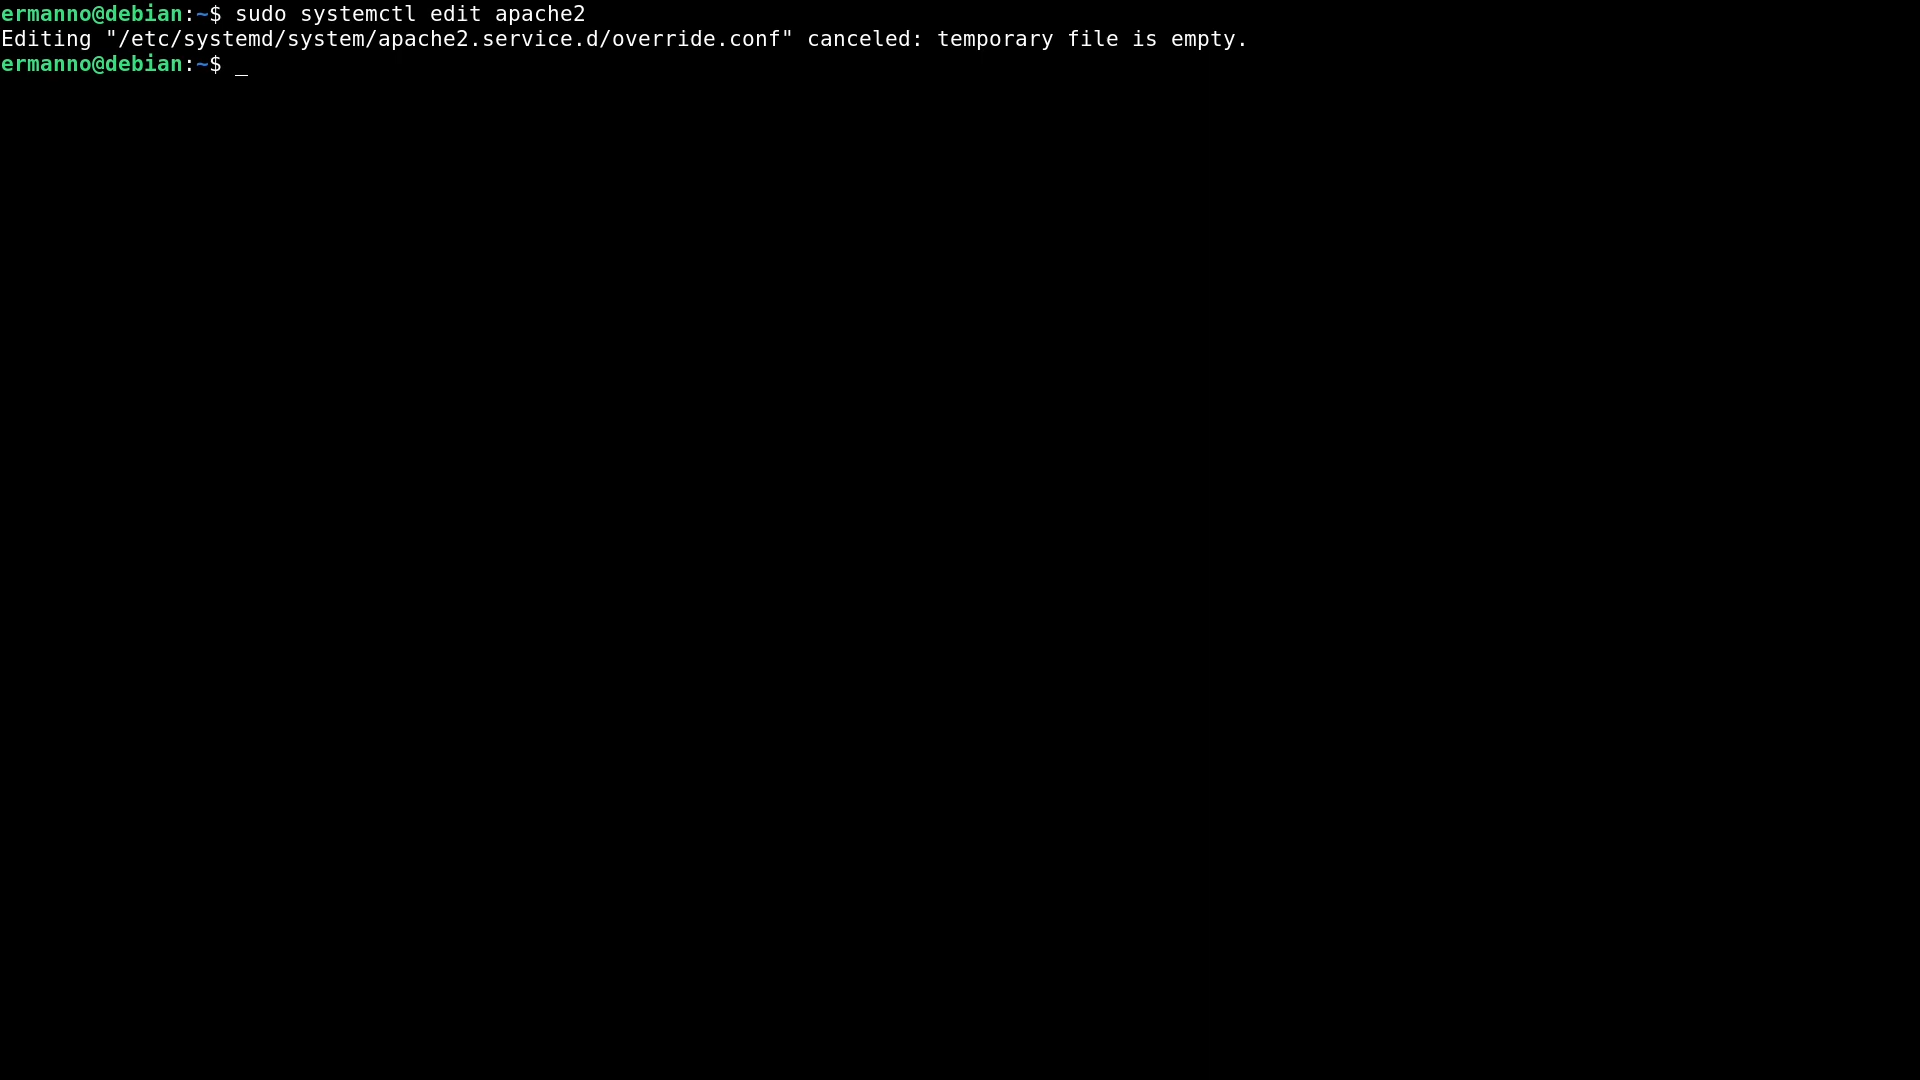 ermanno@debian:~$ sudo systemctl edit apache2
Editing "/etc/systemd/system/apache2.service.d/override.conf" canceled: temporary file is empty.
ermanno@debian:~$ _